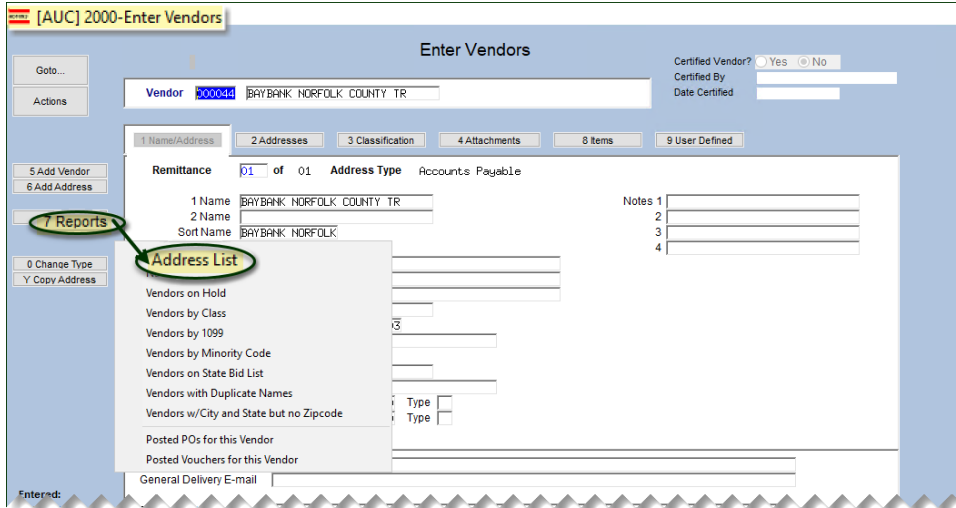 [AUC] 2000-Enter Vendors
Enter Vendors
Goto...
Actions
Vendor 000044 BAYBANK NORFOLK COUNTY TR
Certified Vendor? Yes No
Certified By
Date Certified
1 Name/Address 2 Addresses 3 Classification 4 Attachments 8 Items 9 User Defined
5 Add Vendor
6 Add Address
7 Reports
0 Change Type
Y Copy Address
Remittance 01 of 01 Address Type Accounts Payable
1 Name BAYBANK NORFOLK COUNTY TR
2 Name
Sort Name BAYBANK NORFOLK
Notes 1
2
3
4
Address List
Vendors on Hold
Vendors by Class
Vendors by 1099
Vendors by Minority Code
Vendors on State Bid List
Vendors with Duplicate Names
Vendors w/City and State but no Zipcode
Posted POs for this Vendor
Posted Vouchers for this Vendor
Type
Type
General Delivery E-mail
Entered: